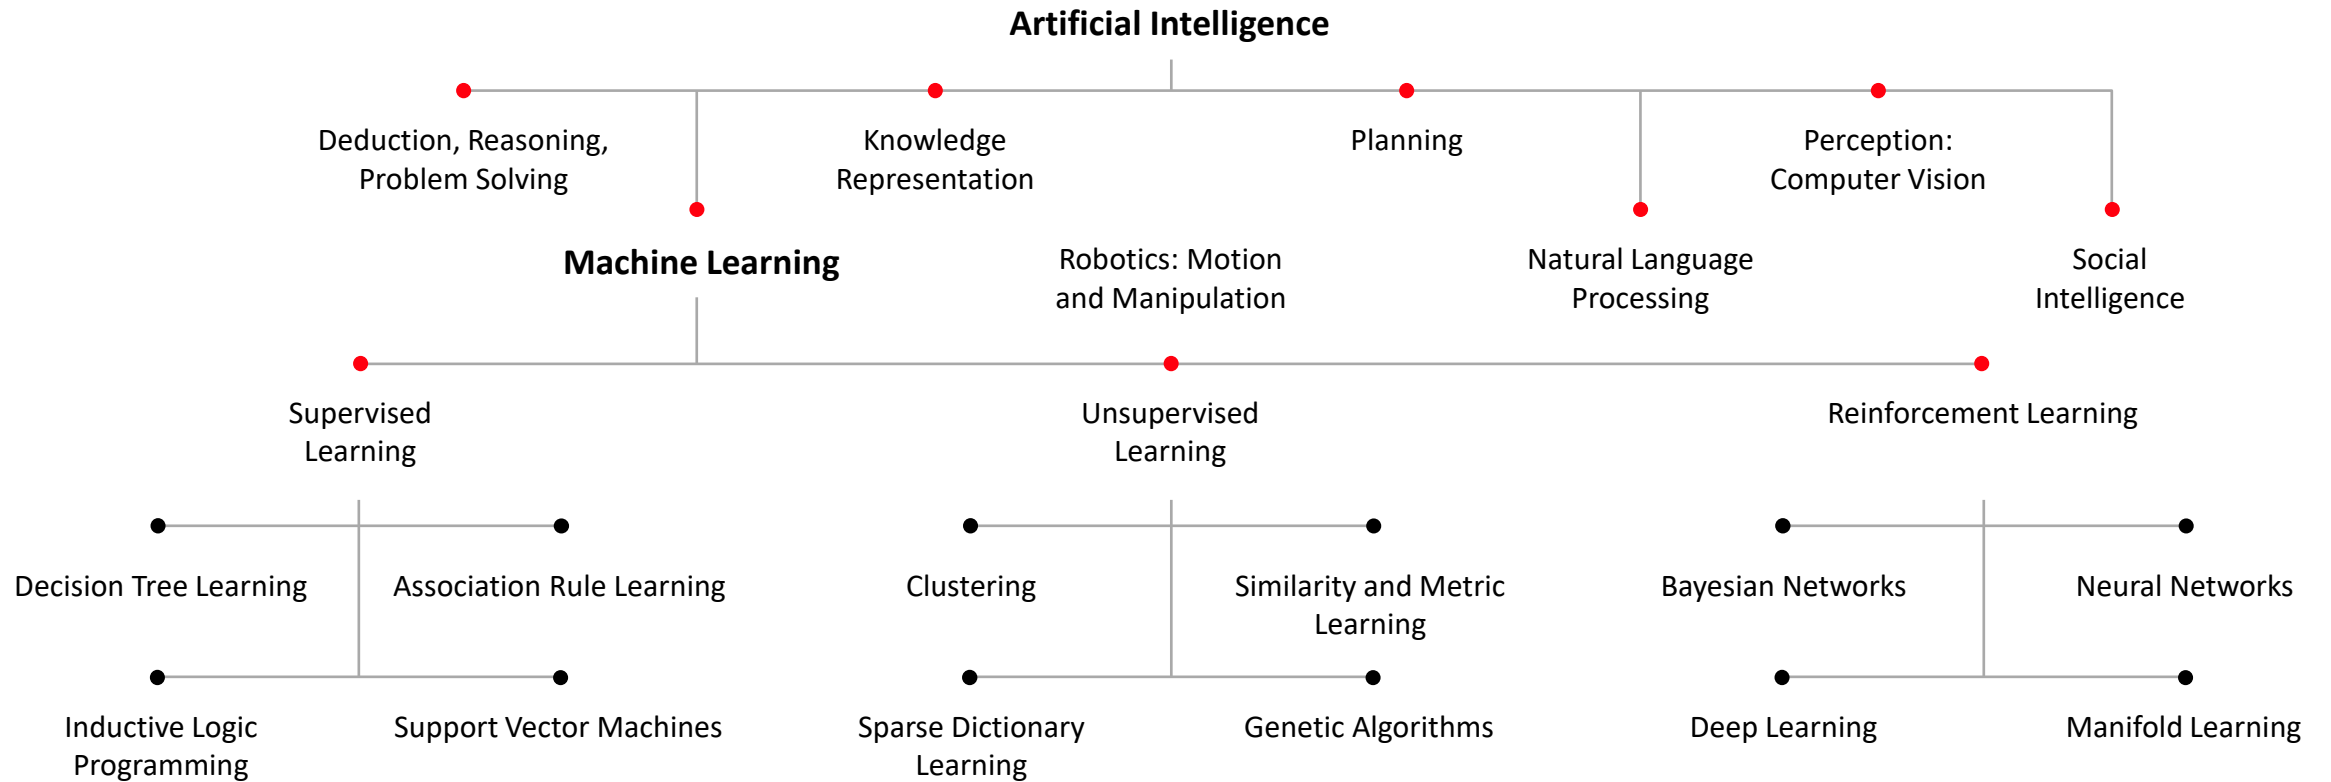 Artificial Intelligence
Deduction, Reasoning,
Problem Solving
Knowledge
Representation
Planning
Perception:
Computer Vision
Machine Learning
Robotics: Motion
and Manipulation
Natural Language
Processing
Social
Intelligence
Supervised
Learning
Unsupervised
Learning
Reinforcement Learning
Decision Tree Learning
Association Rule Learning
Clustering
Similarity and Metric
Learning
Bayesian Networks
Neural Networks
Inductive Logic
Programming
Support Vector Machines
Sparse Dictionary
Learning
Genetic Algorithms
Deep Learning
Manifold Learning